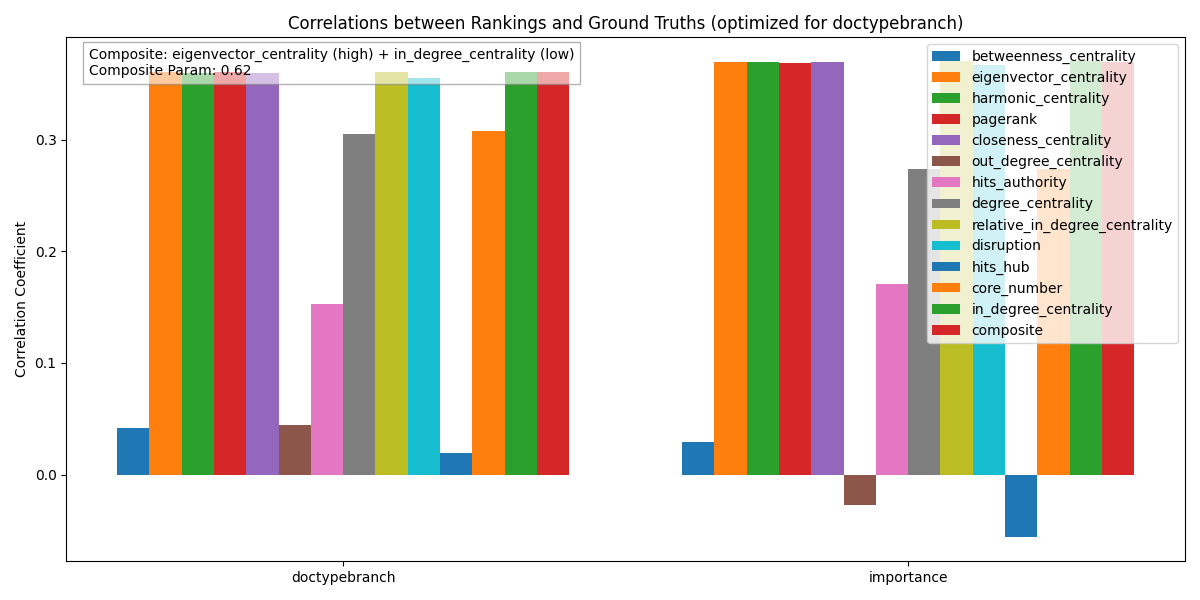 Correlations between Rankings and Ground Truths (optimized for doctypebranch)
Composite: eigenvector_centrality (high) + in_degree_centrality (low)
Composite Param: 0.62
betweenness_centrality
eigenvector_centrality
harmonic_centrality
pagerank
closeness_centrality
out_degree_centrality
hits_authority
degree_centrality
relative_in_degree_centrality
disruption
hits_hub
core_number
in_degree_centrality
composite
Correlation Coefficient
0.3
0.2
0.1
0.0
doctypebranch
importance